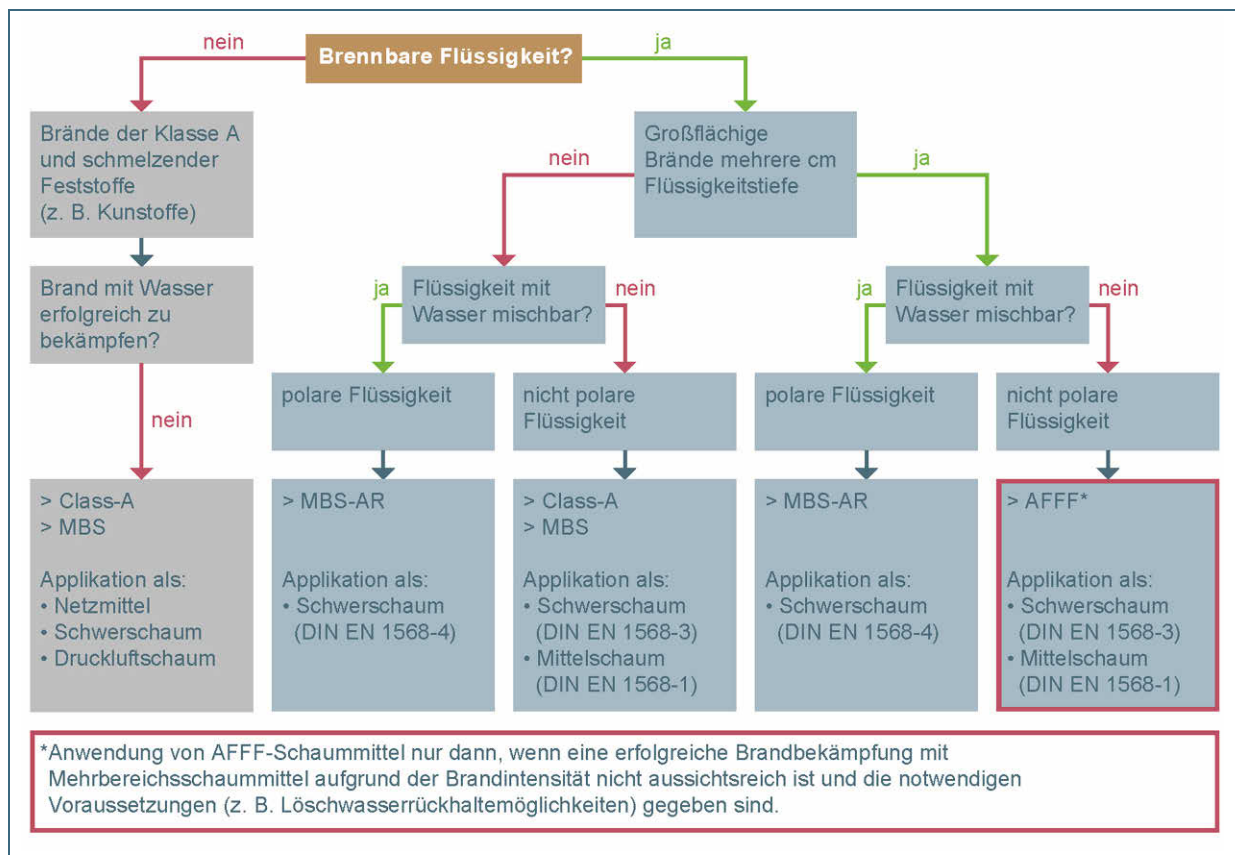 nein
Brennbare Flüssigkeit?
ja
Brände der Klasse A
und schmelzender
Feststoffe
(z. B. Kunstoffe)
nein
Großflächige
Brände mehrere cm
Flüssigkeitstiefe
ja
Brand mit Wasser
erfolgreich zu
bekämpfen?
ja
Flüssigkeit mit
Wasser mischbar?
nein
ja
Flüssigkeit mit
Wasser mischbar?
nein
nein
polare Flüssigkeit
nicht polare
Flüssigkeit
polare Flüssigkeit
nicht polare
Flüssigkeit
> Class-A
> MBS
Applikation als:
• Netzmittel
• Schwerschaum
• Druckluftschaum
> MBS-AR
Applikation als:
• Schwerschaum
(DIN EN 1568-4)
> Class-A
> MBS
Applikation als:
• Schwerschaum
(DIN EN 1568-3)
• Mittelschaum
(DIN EN 1568-1)
> MBS-AR
Applikation als:
• Schwerschaum
(DIN EN 1568-4)
> AFFF*
Applikation als:
• Schwerschaum
(DIN EN 1568-3)
• Mittelschaum
(DIN EN 1568-1)
*Anwendung von AFFF-Schaummittel nur dann, wenn eine erfolgreiche Brandbekämpfung mit
Mehrbereichsschaummittel aufgrund der Brandintensität nicht aussichtsreich ist und die notwendigen
Voraussetzungen (z. B. Löschwasserrückhaltemöglichkeiten) gegeben sind.